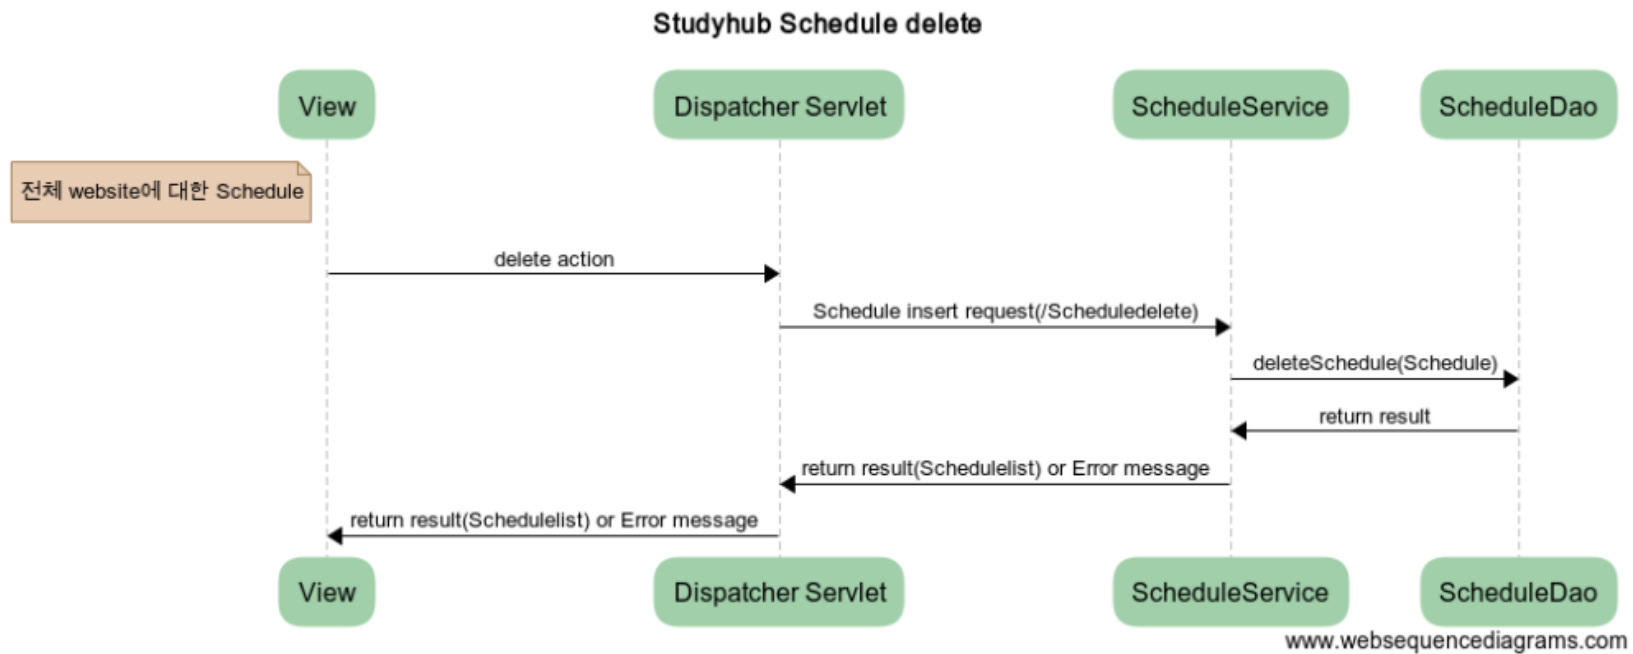 Studyhub Schedule delete
View
Dispatcher Servlet
ScheduleService
ScheduleDao
전체 website에 대한 Schedule
delete action
Schedule insert request(/Scheduledelete)
deleteSchedule(Schedule)
return result
return result(Schedulelist) or Error message
return result(Schedulelist) or Error message
View
Dispatcher Servlet
ScheduleService
ScheduleDao
www.websequencediagrams.com